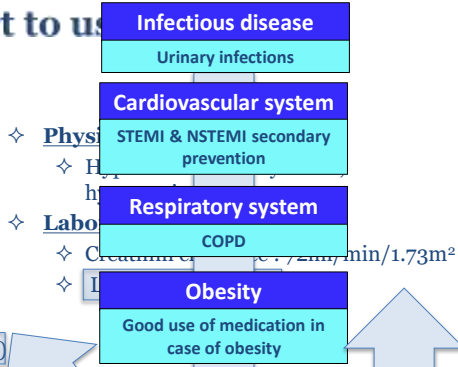 t to us
Infectious disease
Urinary infections
Cardiovascular system
STEMI & NSTEMI secondary
prevention
Physi
Respiratory system
Labo
COPD
min/1.73m²
Obesity
Good use of medication in
case of obesity